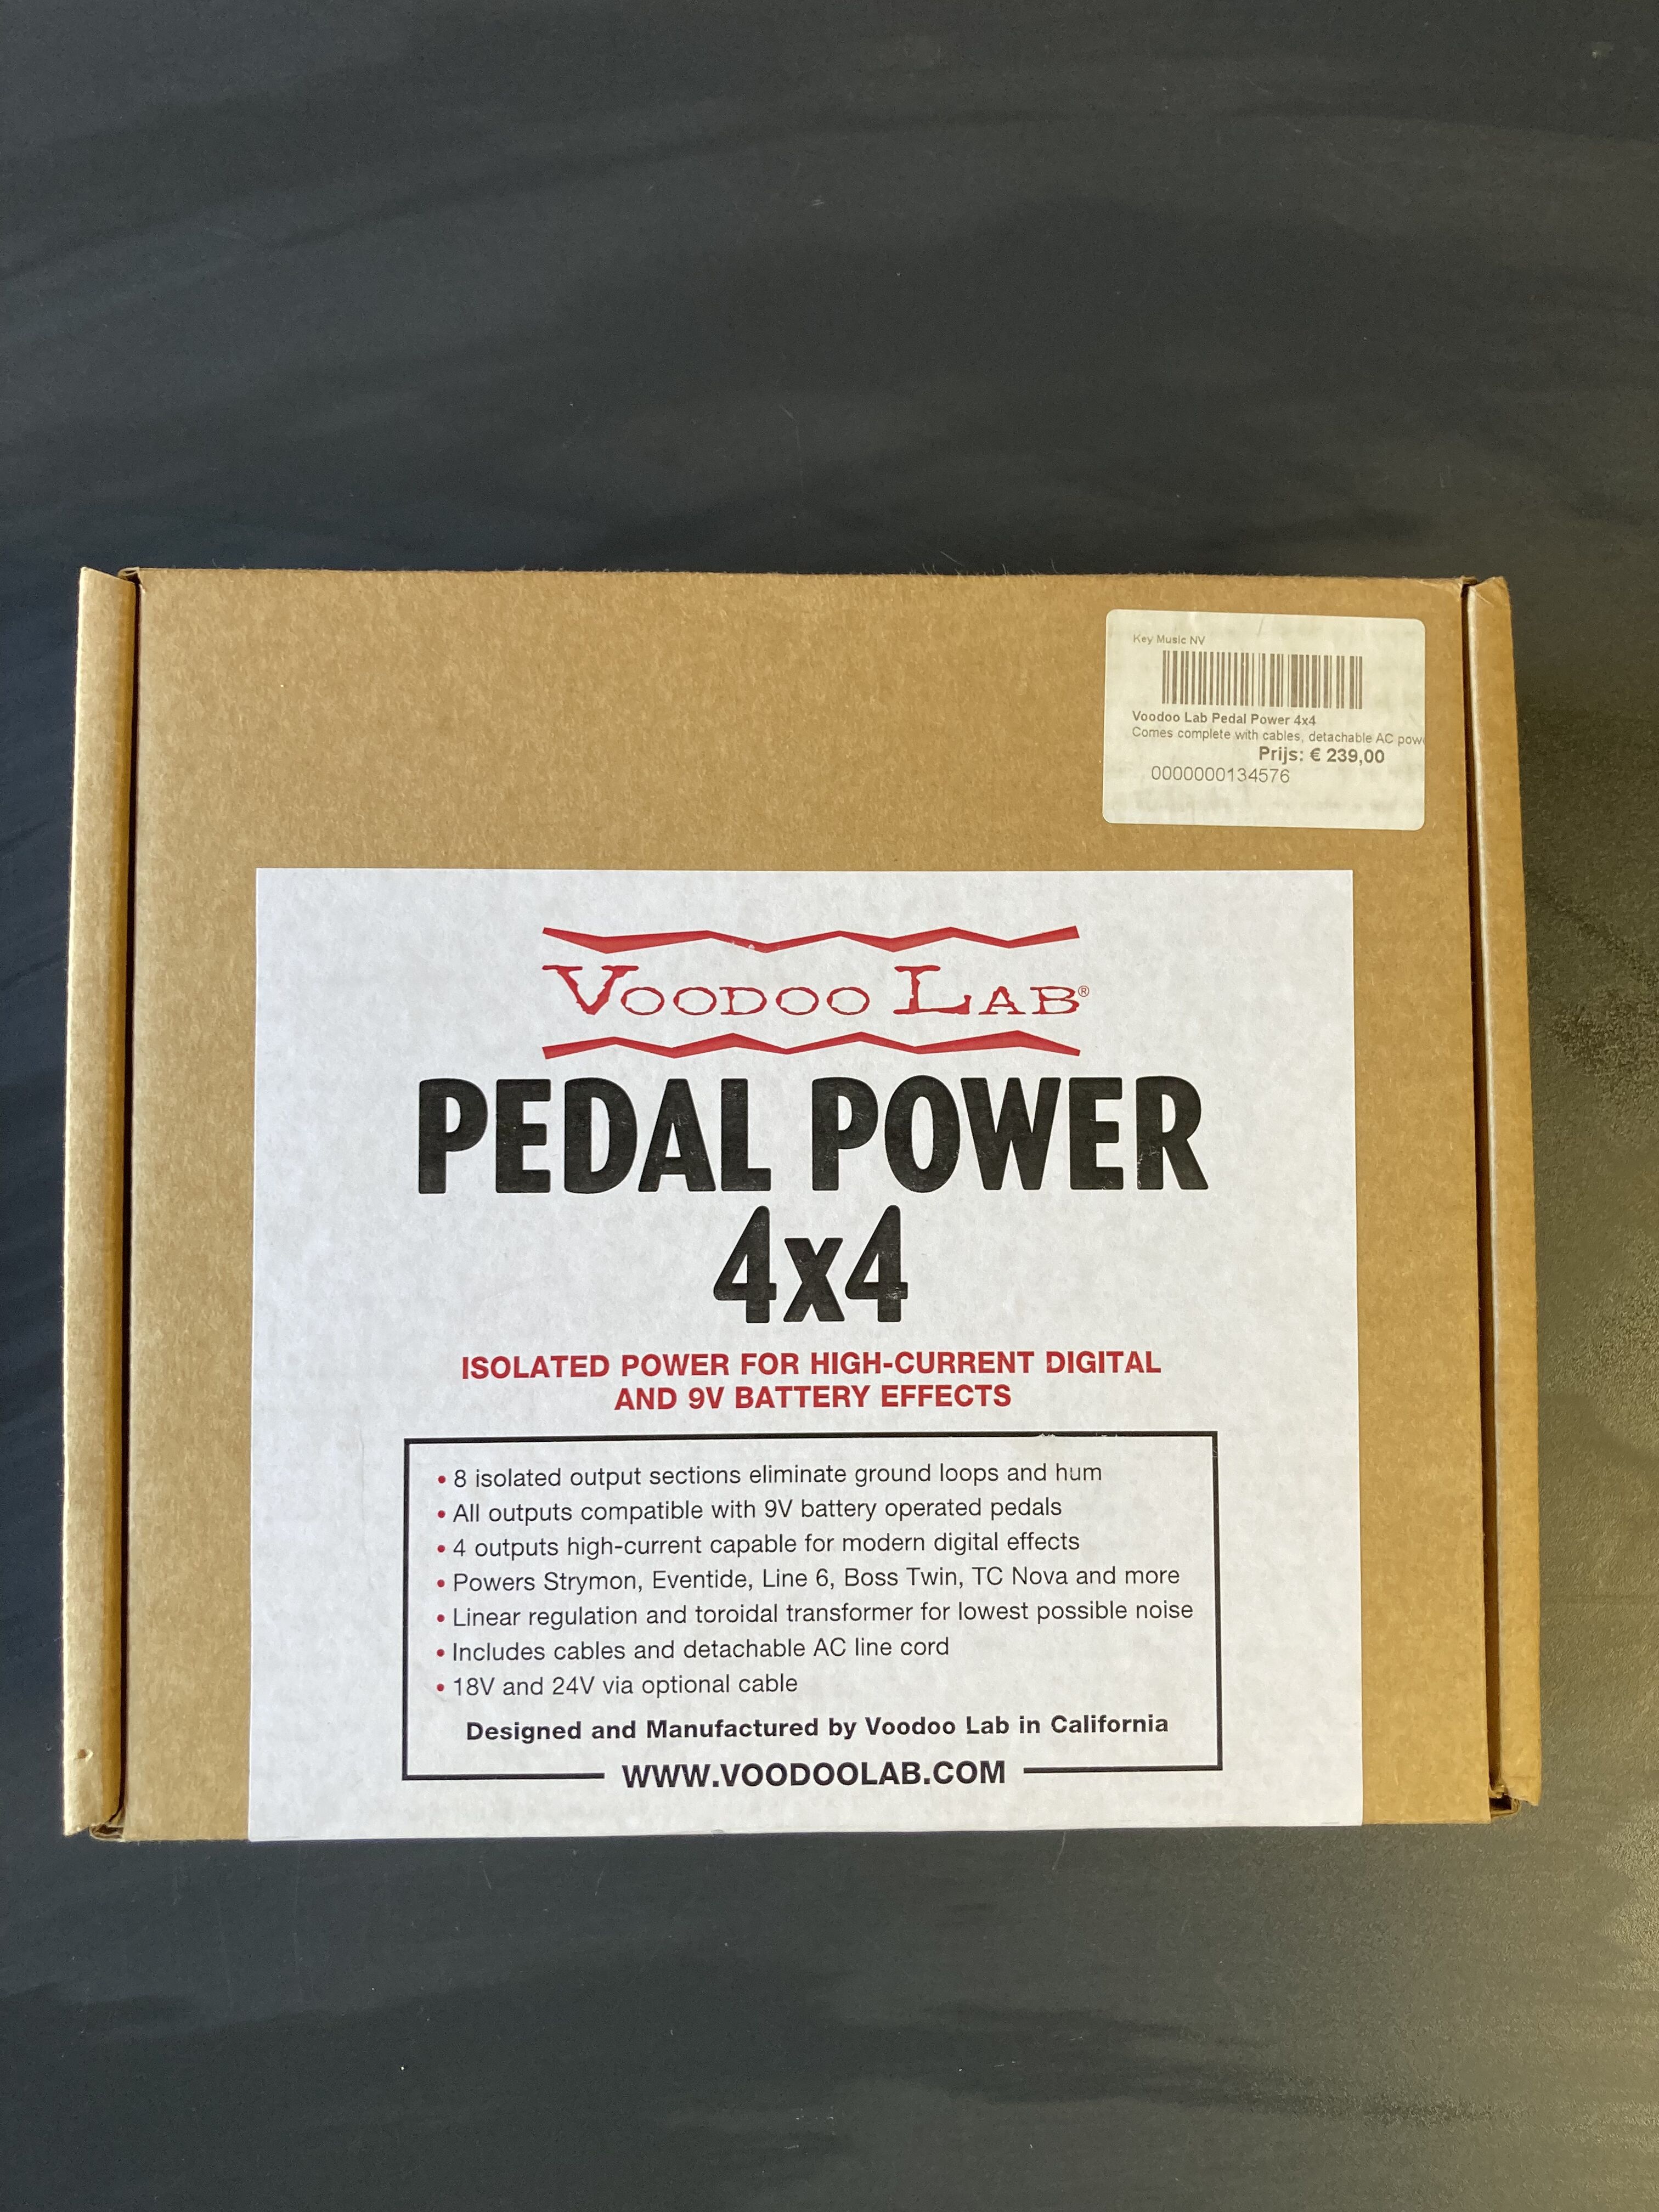 Key Music NV
Voodoo Lab Pedal Power 4x4
Comes complete with cables, detachable AC pow
Prijs: € 239,00
0000000134576
VOODOO LAB®
PEDAL POWER
4x4
ISOLATED POWER FOR HIGH-CURRENT DIGITAL
AND 9V BATTERY EFFECTS
• 8 isolated output sections eliminate ground loops and hum
• All outputs compatible with 9V battery operated pedals
• 4 outputs high-current capable for modern digital effects
• Powers Strymon, Eventide, Line 6, Boss Twin, TC Nova and more
• Linear regulation and toroidal transformer for lowest possible noise
• Includes cables and detachable AC line cord
• 18V and 24V via optional cable
Designed and Manufactured by Voodoo Lab in California
WWW.VOODOOLAB.COM